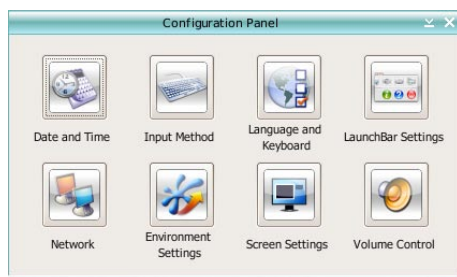 Configuration Panel
Date and Time
Input Method
Language and
Keyboard
LaunchBar Settings
Network
Environment
Settings
Screen Settings
Volume Control